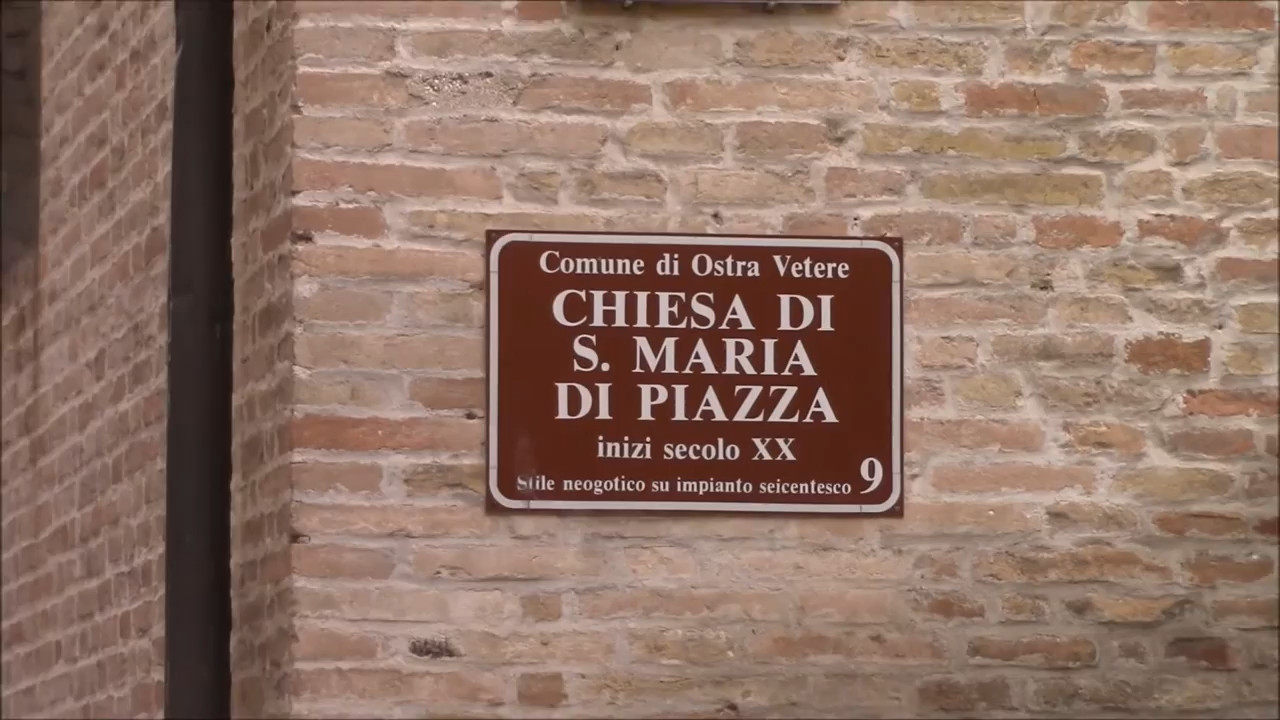 Comune di Ostra Vetere
CHIESA DI
S. MARIA
DI PIAZZA
inizi secolo XX
Stile neogotico su impianto seicentesco 9